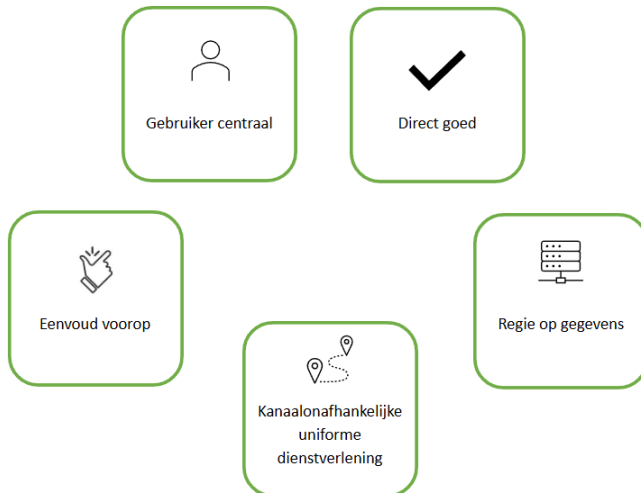 Gebruiker centraal
Direct goed
Eenvoud voorop
Regie op gegevens
Kanaalonafhankelijke
uniforme
dienstverlening